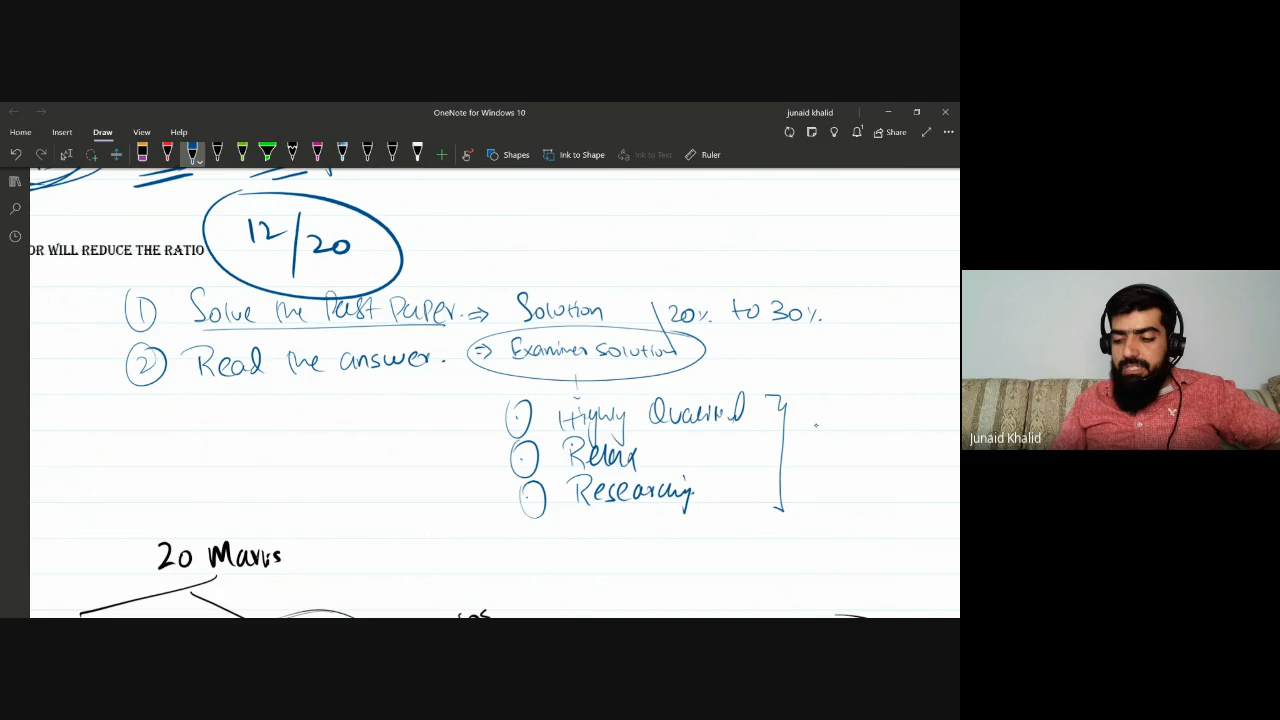 OneNote for Windows 10
junaid khalid
Home Insert Draw View Help
Share
Shapes Ink to Shape Ink to Text Ruler
12/20
OR WILL REDUCE THE RATIO
① Solve the Past Paper. ⇒ Solution 20% to 30%.
② Read the answer. ⇒ Examiner solution
Highly Qualified
Relax
Researching
20 Marks
Junaid Khalid